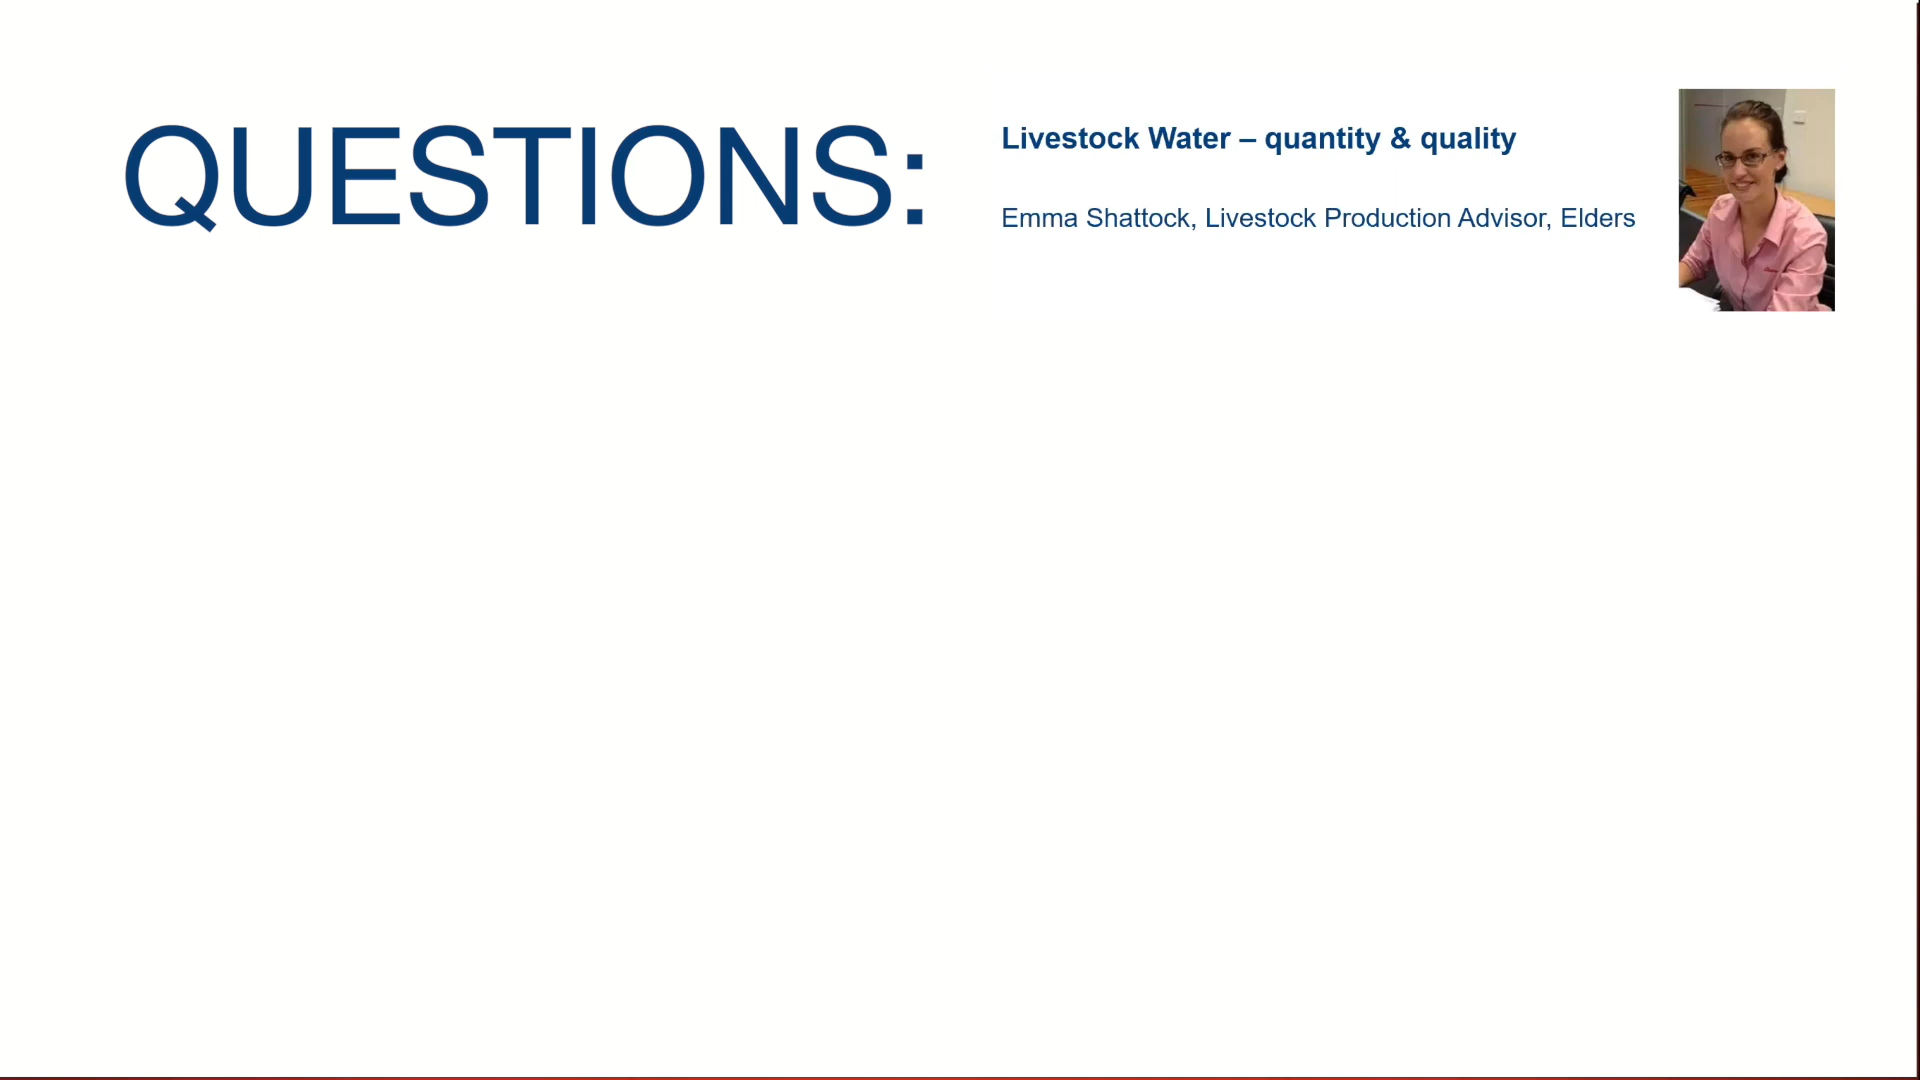 QUESTIONS:
Livestock Water – quantity & quality
Emma Shattock, Livestock Production Advisor, Elders